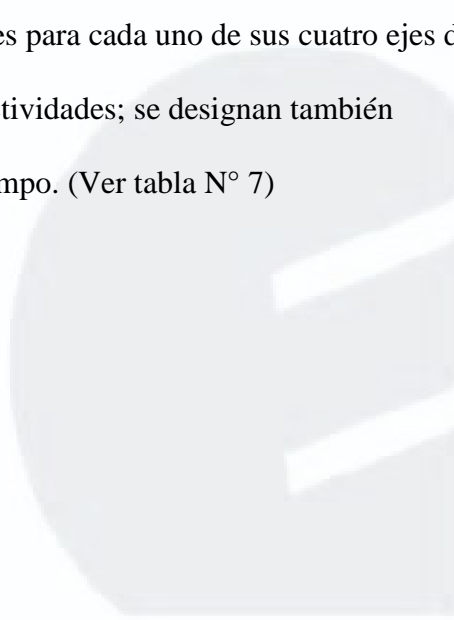 es para cada uno de sus cuatro ejes d
tividades; se designan también
mpo. (Ver tabla N° 7)